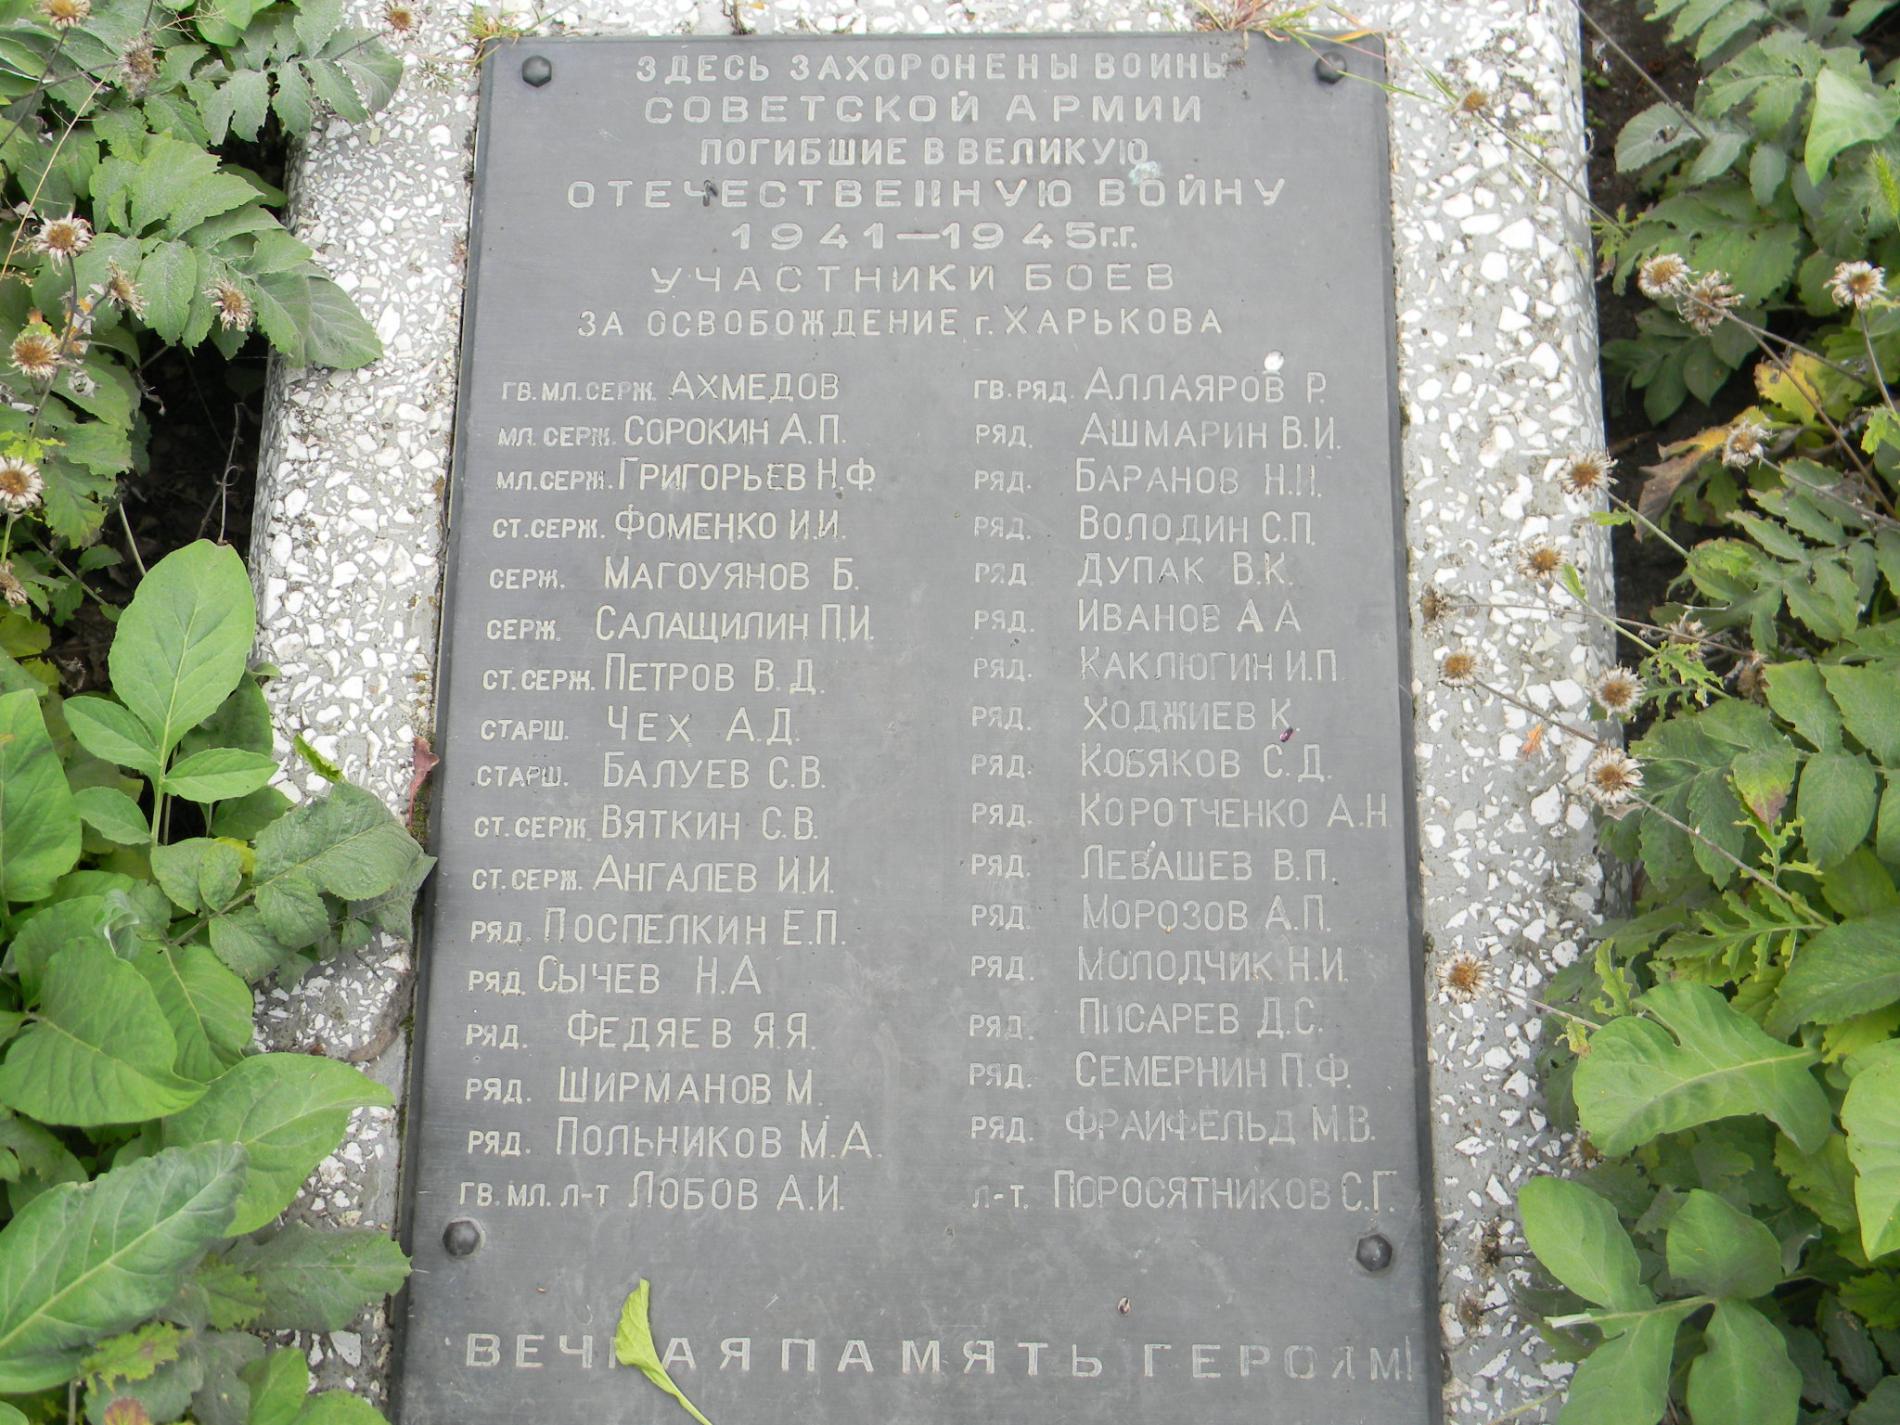 ЗДЕСЬ ЗАХОРОНЕНЫ ВОИНЫ
СОВЕТСКОЙ АРМИИ
ПОГИБШИЕ В ВЕЛИКУЮ
ОТЕЧЕСТВЕННУЮ ВОЙНУ
1941—1945г.г.
УЧАСТНИКИ БОЕВ
ЗА ОСВОБОЖДЕНИЕ г. ХАРЬКОВА
ГВ. МЛ. СЕРЖ. АХМЕДОВ
МЛ. СЕРЖ. СОРОКИН А.П.
МЛ. СЕРЖ. ГРИГОРЬЕВ Н.Ф
СТ. СЕРЖ. ФОМЕНКО И.И.
СЕРЖ. МАГОУЯНОВ Б.
СЕРЖ. САЛАЩИЛИН П.И.
СТ. СЕРЖ. ПЕТРОВ В.Д.
СТАРШ. ЧЕХ А.Д.
СТАРШ. БАЛУЕВ С.В.
СТ. СЕРЖ. ВЯТКИН С.В.
СТ. СЕРЖ. АНГАЛЕВ И.И.
РЯД. ПОСПЕЛКИН Е.П.
РЯД. СЫЧЕВ Н.А
РЯД. ФЕДЯЕВ Я.Я.
РЯД. ШИРМАНОВ М.
РЯД. ПОЛЬНИКОВ М.А.
ГВ. МЛ. Л-Т ЛОБОВ А.И.
ГВ. РЯД. АЛЛАЯРОВ Р.
РЯД. АШМАРИН В.И.
РЯД. БАРАНОВ Н.Н.
РЯД. ВОЛОДИН С.П.
РЯД. ДУПАК В.К.
РЯД. ИВАНОВ А.А
РЯД. КАКЛЮГИН И.П.
РЯД. ХОДЖИЕВ К.
РЯД. КОБЯКОВ С.Д.
РЯД. КОРОТЧЕНКО А.Н
РЯД. ЛЕВАШЕВ В.П.
РЯД. МОРОЗОВ А.П.
РЯД. МОЛОДЧИК Н.И.
РЯД. ПИСАРЕВ Д.С.
РЯД. СЕМЕРНИН П.Ф.
РЯД. ФРАИФЕЛЬД М.В.
Л-Т. ПОРОСЯТНИКОВ С.Г.
ВЕЧНАЯ ПАМЯТЬ ГЕРОЯМ!